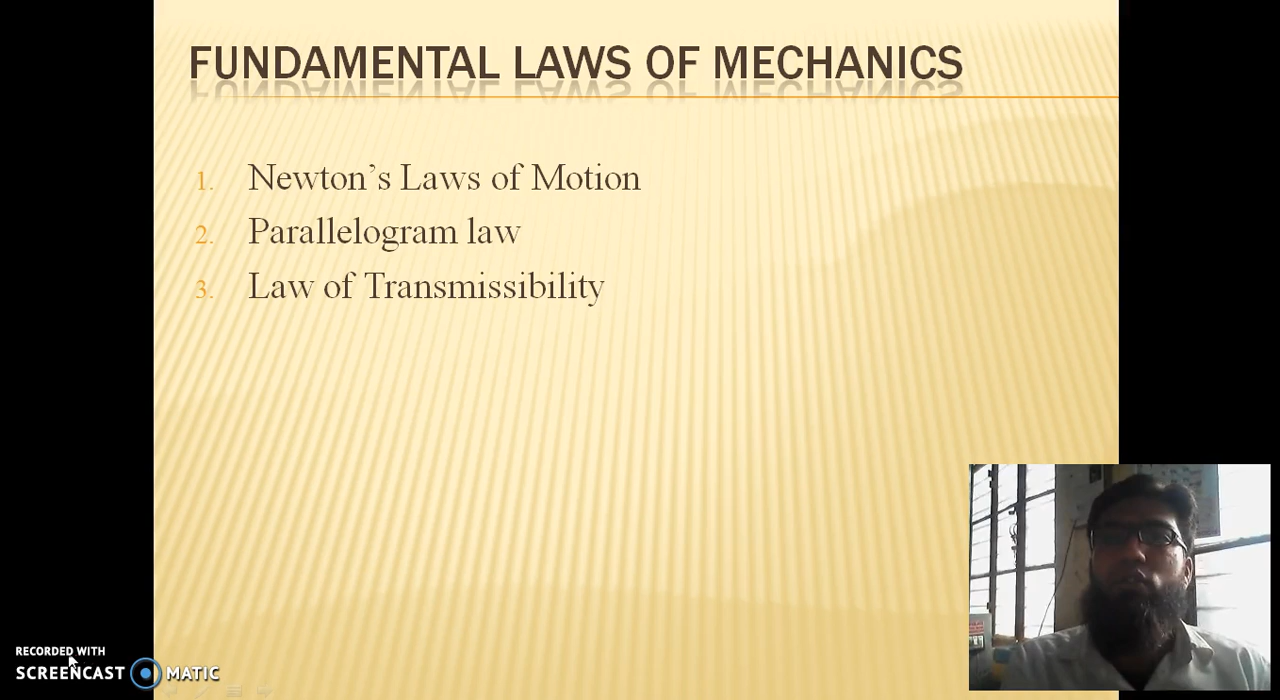 FUNDAMENTAL LAWS OF MECHANICS
1. Newton’s Laws of Motion
2. Parallelogram law
3. Law of Transmissibility
RECORDED WITH
SCREENCAST MATIC